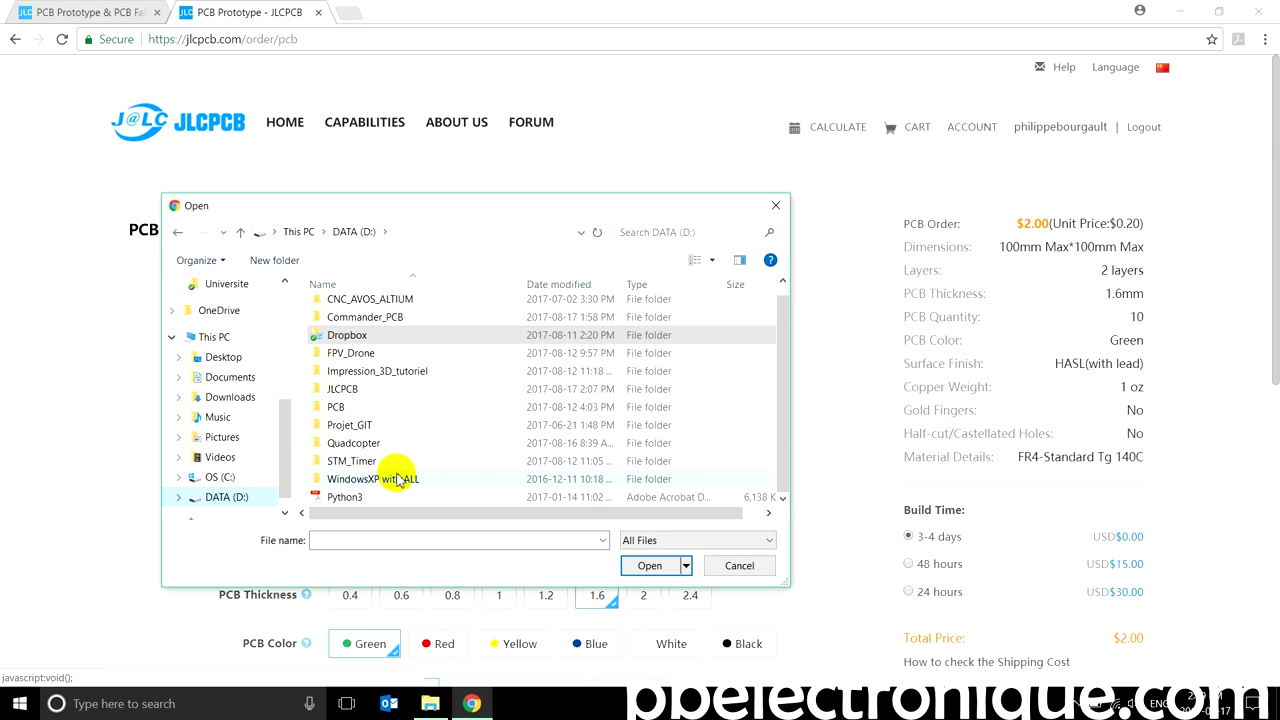 PCB Prototype & PCB Fa
PCB Prototype - JLCPCB
Secure
https://jlcpcb.com/order/pcb
Help
Language
J@LC JLCPCB
HOME
CAPABILITIES
ABOUT US
FORUM
CALCULATE
CART
ACCOUNT
philippebourgault
Logout
PCB
Open
This PC > DATA (D:) >
Search DATA (D:)
Organize
New folder
Universite
OneDrive
This PC
Desktop
Documents
Downloads
Music
Pictures
Videos
OS (C:)
DATA (D:)
Name Date modified Type Size
CNC_AVOS_ALTIUM 2017-07-02 3:30 PM File folder
Commander_PCB 2017-08-17 1:58 PM File folder
Dropbox 2017-08-11 2:20 PM File folder
FPV_Drone 2017-08-12 9:57 PM File folder
Impression_3D_tutoriel 2017-08-12 11:18 ... File folder
JLCPCB 2017-08-17 2:07 PM File folder
PCB 2017-08-12 4:03 PM File folder
Projet_GIT 2017-06-21 1:48 PM File folder
Quadcopter 2017-08-16 8:39 A... File folder
STM_Timer 2017-08-12 11:05 ... File folder
WindowsXP with ALL 2016-12-11 10:18 ... File folder
Python3 2017-01-14 11:02 ... Adobe Acrobat D... 6,138 K
File name:
All Files
Open
Cancel
PCB Order: $2.00(Unit Price:$0.20)
Dimensions: 100mm Max*100mm Max
Layers: 2 layers
PCB Thickness: 1.6mm
PCB Quantity: 10
PCB Color: Green
Surface Finish: HASL(with lead)
Copper Weight: 1 oz
Gold Fingers: No
Half-cut/Castellated Holes: No
Material Details: FR4-Standard Tg 140C
Build Time:
3-4 days USD$0.00
48 hours USD$15.00
24 hours USD$30.00
Total Price: $2.00
How to check the Shipping Cost
PCB Thickness 0.4 0.6 0.8 1 1.2 1.6 2 2.4
PCB Color Green Red Yellow Blue White Black
javascript:void();
Type here to search
ppelectronique.com
ENG